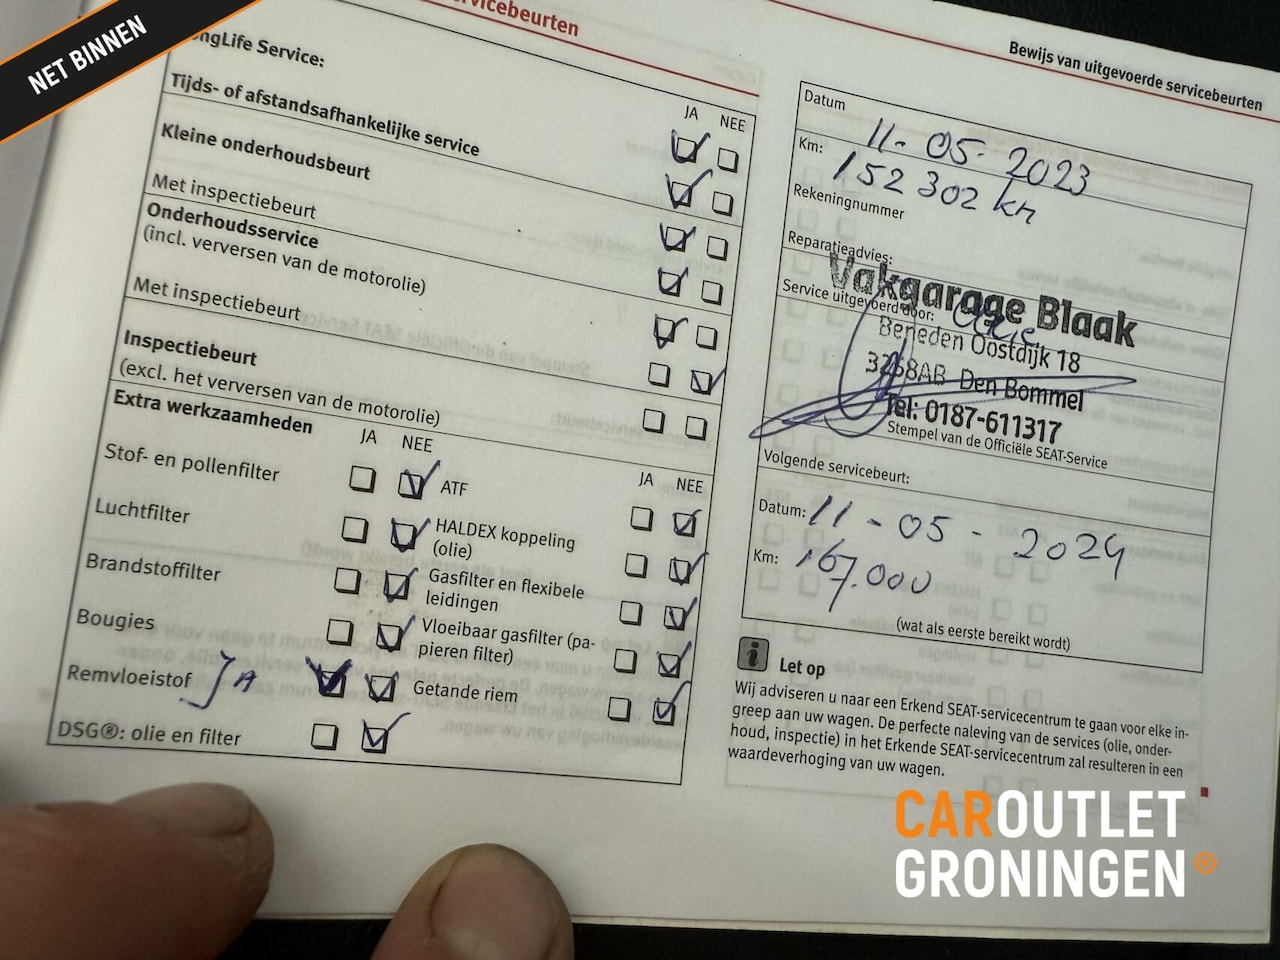 NET BINNEN
servicebeurten
LongLife Service:
Tijds- of afstandsafhankelijke service
Kleine onderhoudsbeurt
Met inspectiebeurt
Onderhoudsservice
(incl. verversen van de motorolie)
Met inspectiebeurt
Inspectiebeurt
(excl. het verversen van de motorolie)
JA NEE
Extra werkzaamheden
JA NEE
Stof- en pollenfilter
Luchtfilter
Brandstoffilter
Bougies
Remvloeistof JA
DSG®: olie en filter
JA NEE
ATF
HALDEX koppeling
(olie)
Gasfilter en flexibele
leidingen
Vloeibaar gasfilter (pa-
pieren filter)
Getande riem
Bewijs van uitgevoerde servicebeurten
Datum 11-05-2023
Km: 152 302 km
Rekeningnummer
Reparatieadvies:
Vakgarage Blaak
Service uitgevoerd door:
Beneden Oostdijk 18
3258AB Den Bommel
Tel: 0187-611317
Stempel van de Officiële SEAT-Service
Volgende servicebeurt:
Datum: 11-05-2024
Km: 167.000
(wat als eerste bereikt wordt)
Let op
Wij adviseren u naar een Erkend SEAT-servicecentrum te gaan voor elke in-
greep aan uw wagen. De perfecte naleving van de services (olie, onder-
houd, inspectie) in het Erkende SEAT-servicecentrum zal resulteren in een
waardeverhoging van uw wagen.
CAROUTLET
GRONINGEN